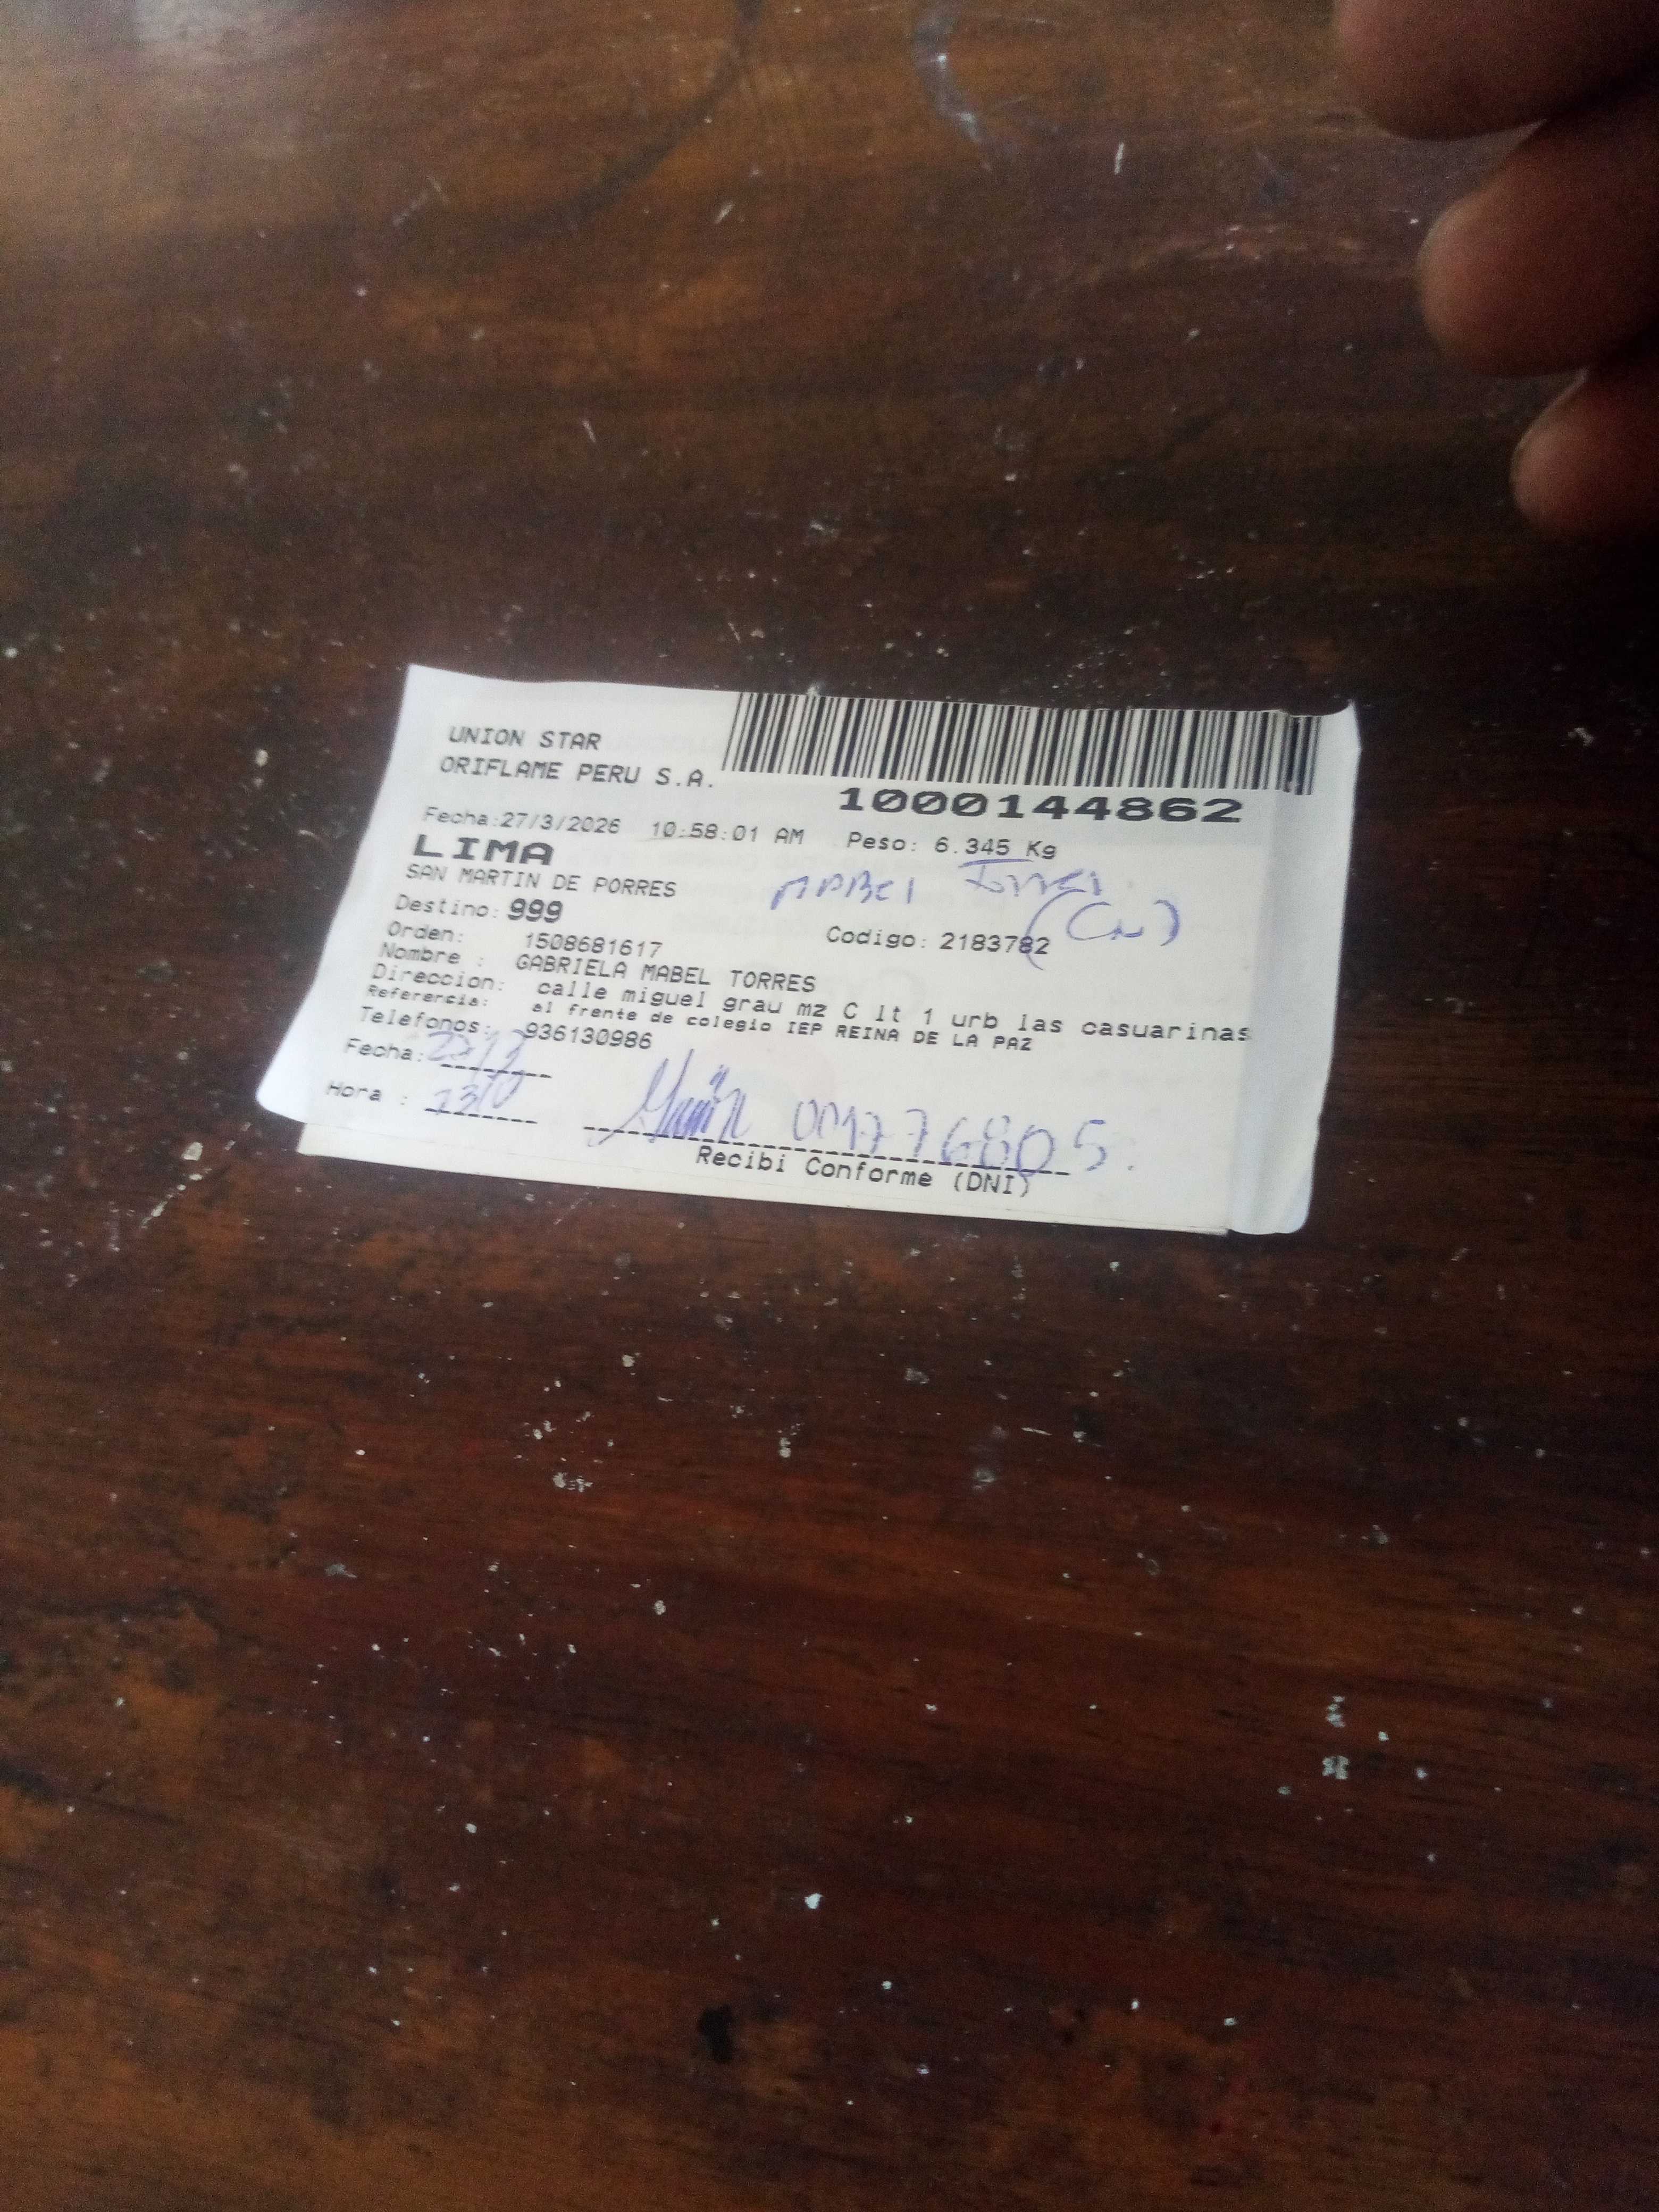 UNION STAR
ORIFLAME PERU S.A.
1000144862
Fecha:27/3/2026 10:58:01 AM Peso: 6.345 Kg
LIMA
SAN MARTIN DE PORRES
Destino: 999
Orden: 1508681617 Codigo: 2183782
Nombre : GABRIELA MABEL TORRES
Direccion: calle miguel grau mz C lt 1 urb las casuarinas
Referencia: al frente de colegio IEP REINA DE LA PAZ
Telefonos: 936130986
Fecha:
Hora :
Recibi Conforme (DNI)